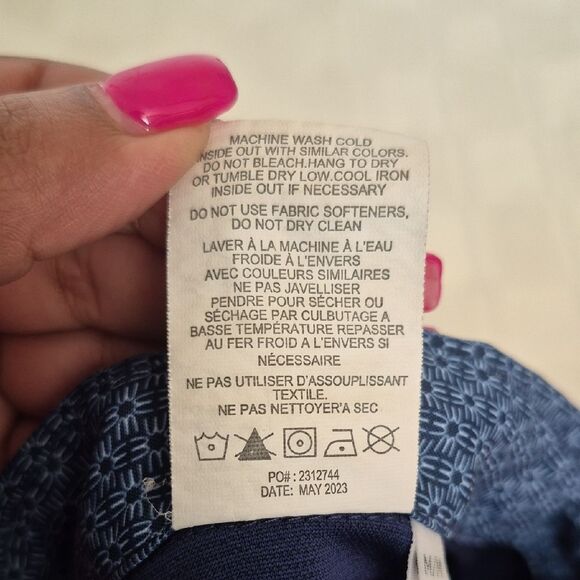 MACHINE WASH COLD
INSIDE OUT WITH SIMILAR COLORS.
DO NOT BLEACH.HANG TO DRY
OR TUMBLE DRY LOW.COOL IRON
INSIDE OUT IF NECESSARY
DO NOT USE FABRIC SOFTENERS,
DO NOT DRY CLEAN
LAVER À LA MACHINE À L'EAU
FROIDE À L'ENVERS
AVEC COULEURS SIMILAIRES
NE PAS JAVELLISER
PENDRE POUR SÉCHER OU
SÉCHAGE PAR CULBUTAGE A
BASSE TEMPÉRATURE REPASSER
AU FER FROID A L'ENVERS SI
NÉCESSAIRE
NE PAS UTILISER D'ASSOUPLISSANT
TEXTILE.
NE PAS NETTOYER'A SEC
PO# : 2312744
DATE: MAY 2023